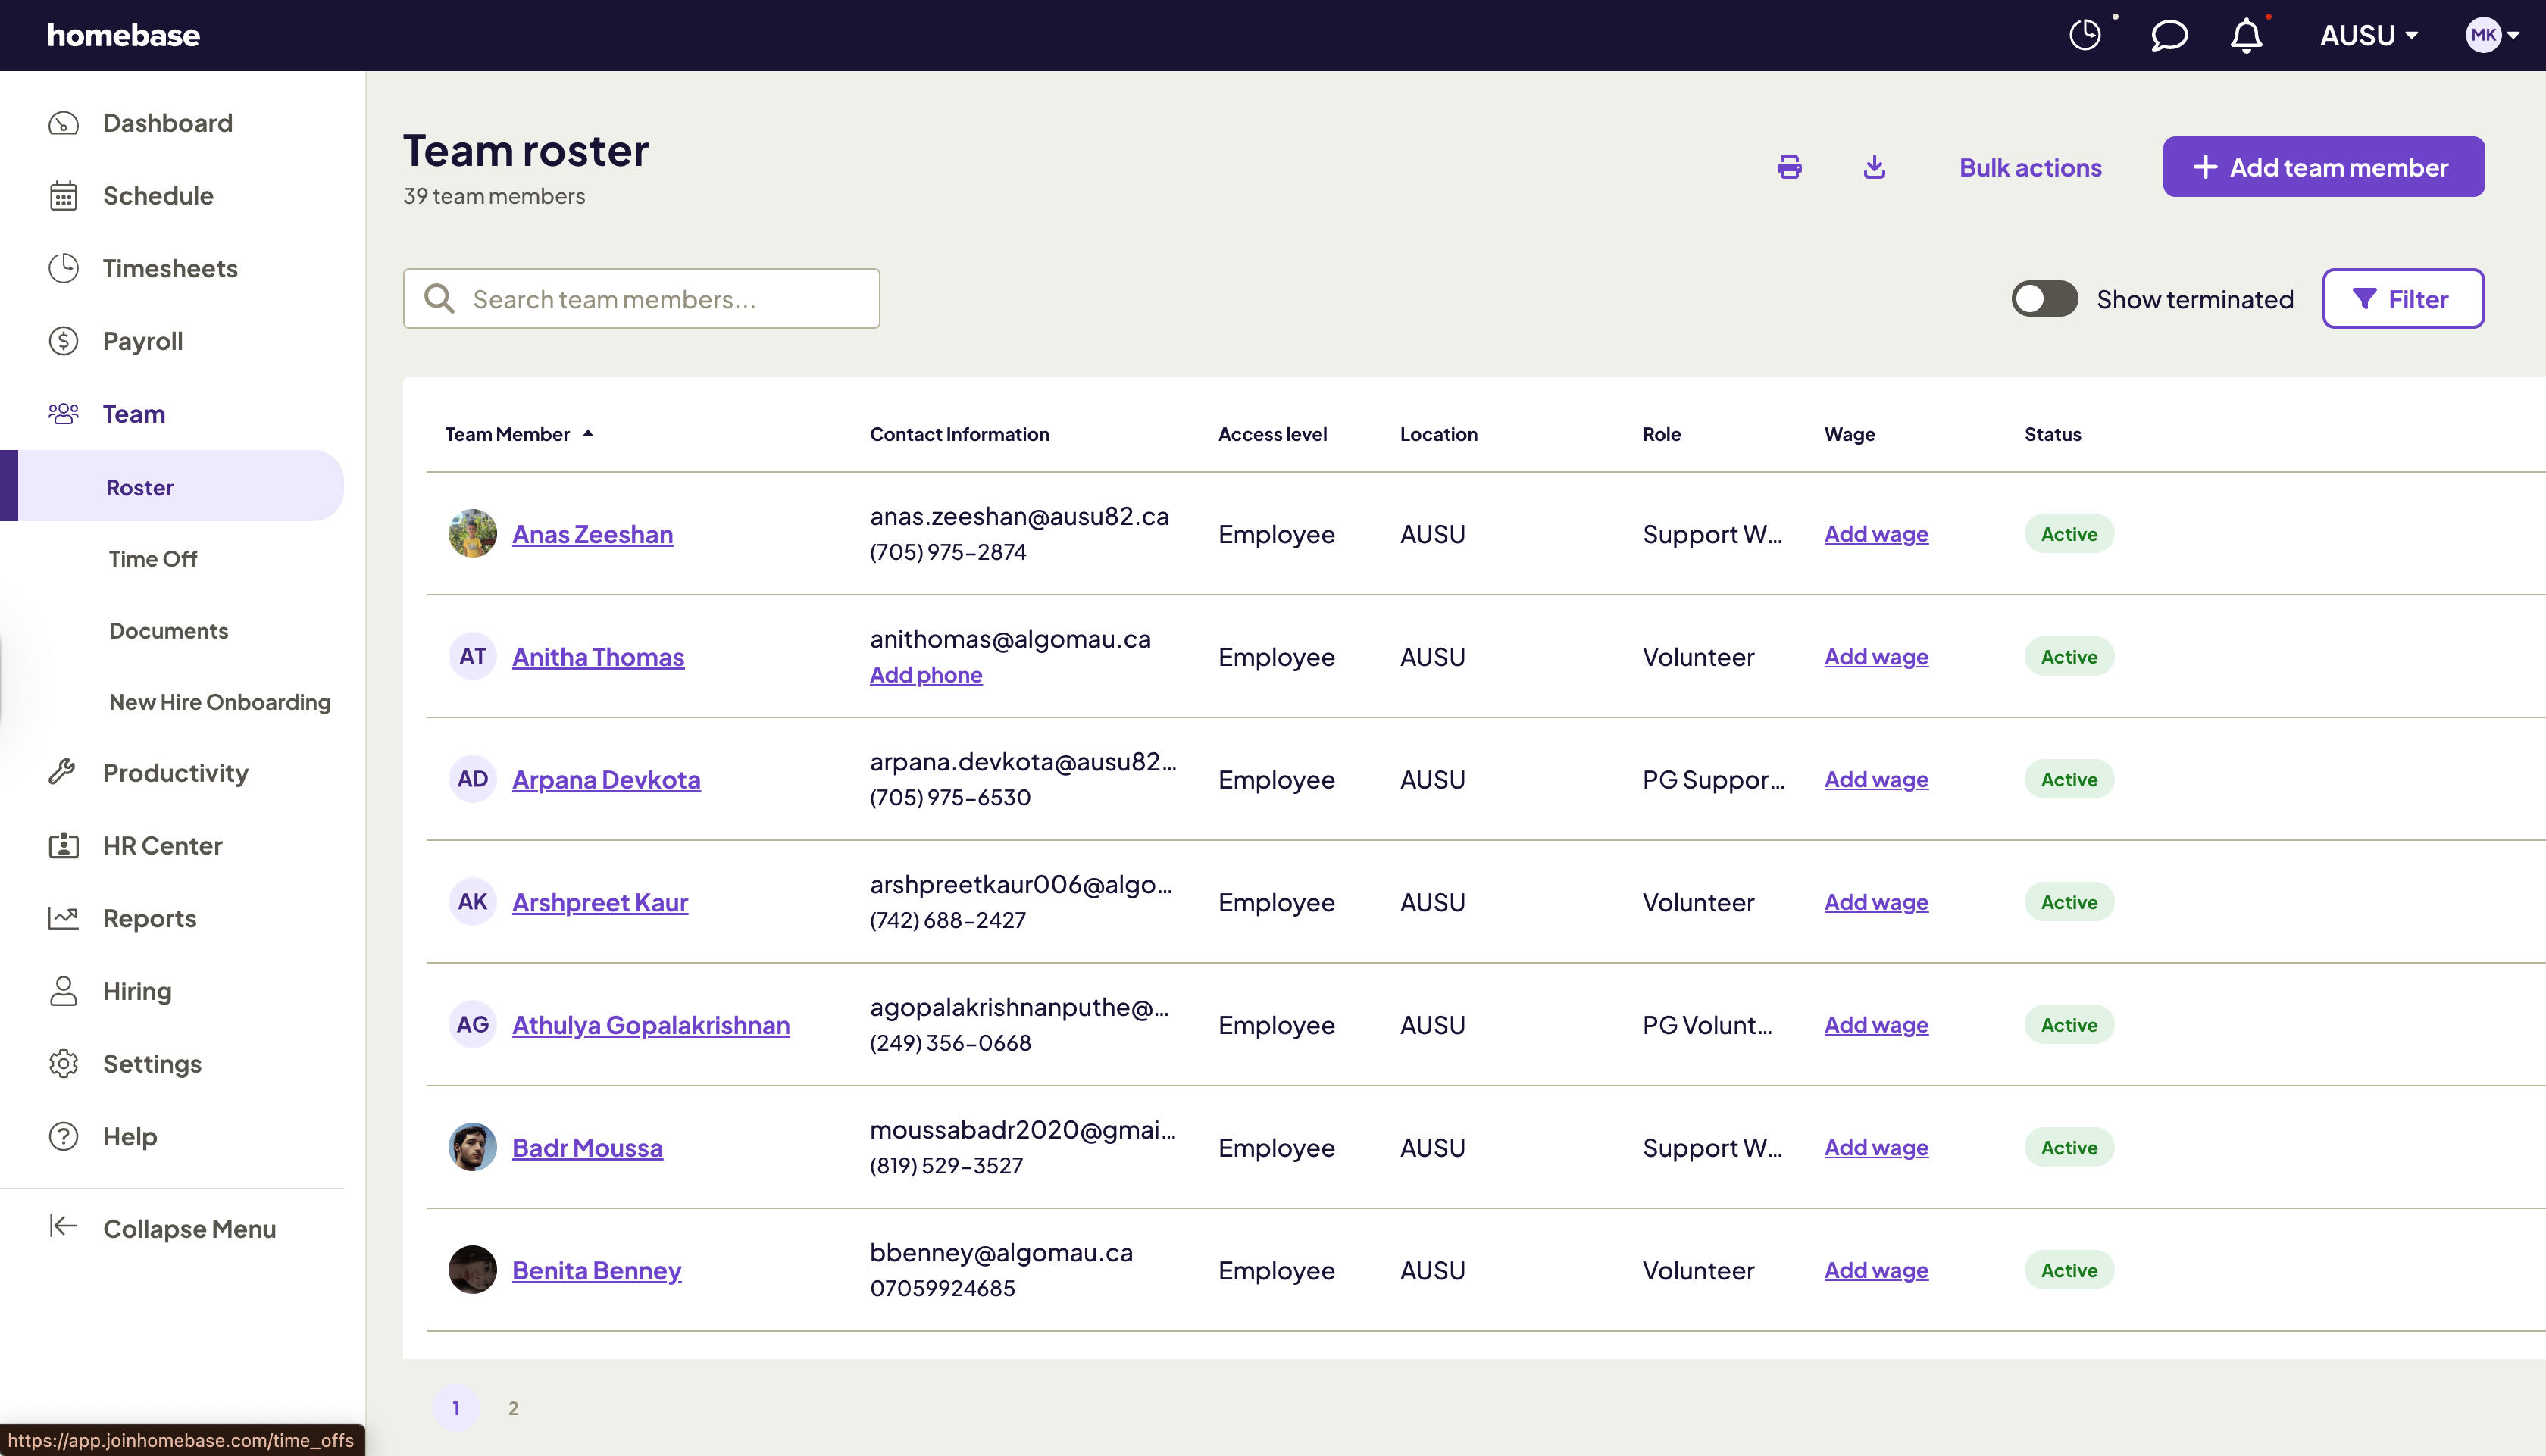 homebase
AUSU
MK
Dashboard
Schedule
Timesheets
Payroll
Team
Roster
Time Off
Documents
New Hire Onboarding
Productivity
HR Center
Reports
Hiring
Settings
Help
Collapse Menu
https://app.joinhomebase.com/time_offs
Team roster
39 team members
Bulk actions
Add team member
Search team members...
Show terminated
Filter
Team Member Contact Information Access level Location Role Wage Status
Anas Zeeshan anas.zeeshan@ausu82.ca (705) 975-2874 Employee AUSU Support W... Add wage Active
AT Anitha Thomas anithomas@algomau.ca Add phone Employee AUSU Volunteer Add wage Active
AD Arpana Devkota arpana.devkota@ausu82... (705) 975-6530 Employee AUSU PG Suppor... Add wage Active
AK Arshpreet Kaur arshpreetkaur006@algo... (742) 688-2427 Employee AUSU Volunteer Add wage Active
AG Athulya Gopalakrishnan agopalakrishnanputhe@... (249) 356-0668 Employee AUSU PG Volunt... Add wage Active
Badr Moussa moussabadr2020@gmai... (819) 529-3527 Employee AUSU Support W... Add wage Active
Benita Benney bbenney@algomau.ca 07059924685 Employee AUSU Volunteer Add wage Active
1 2